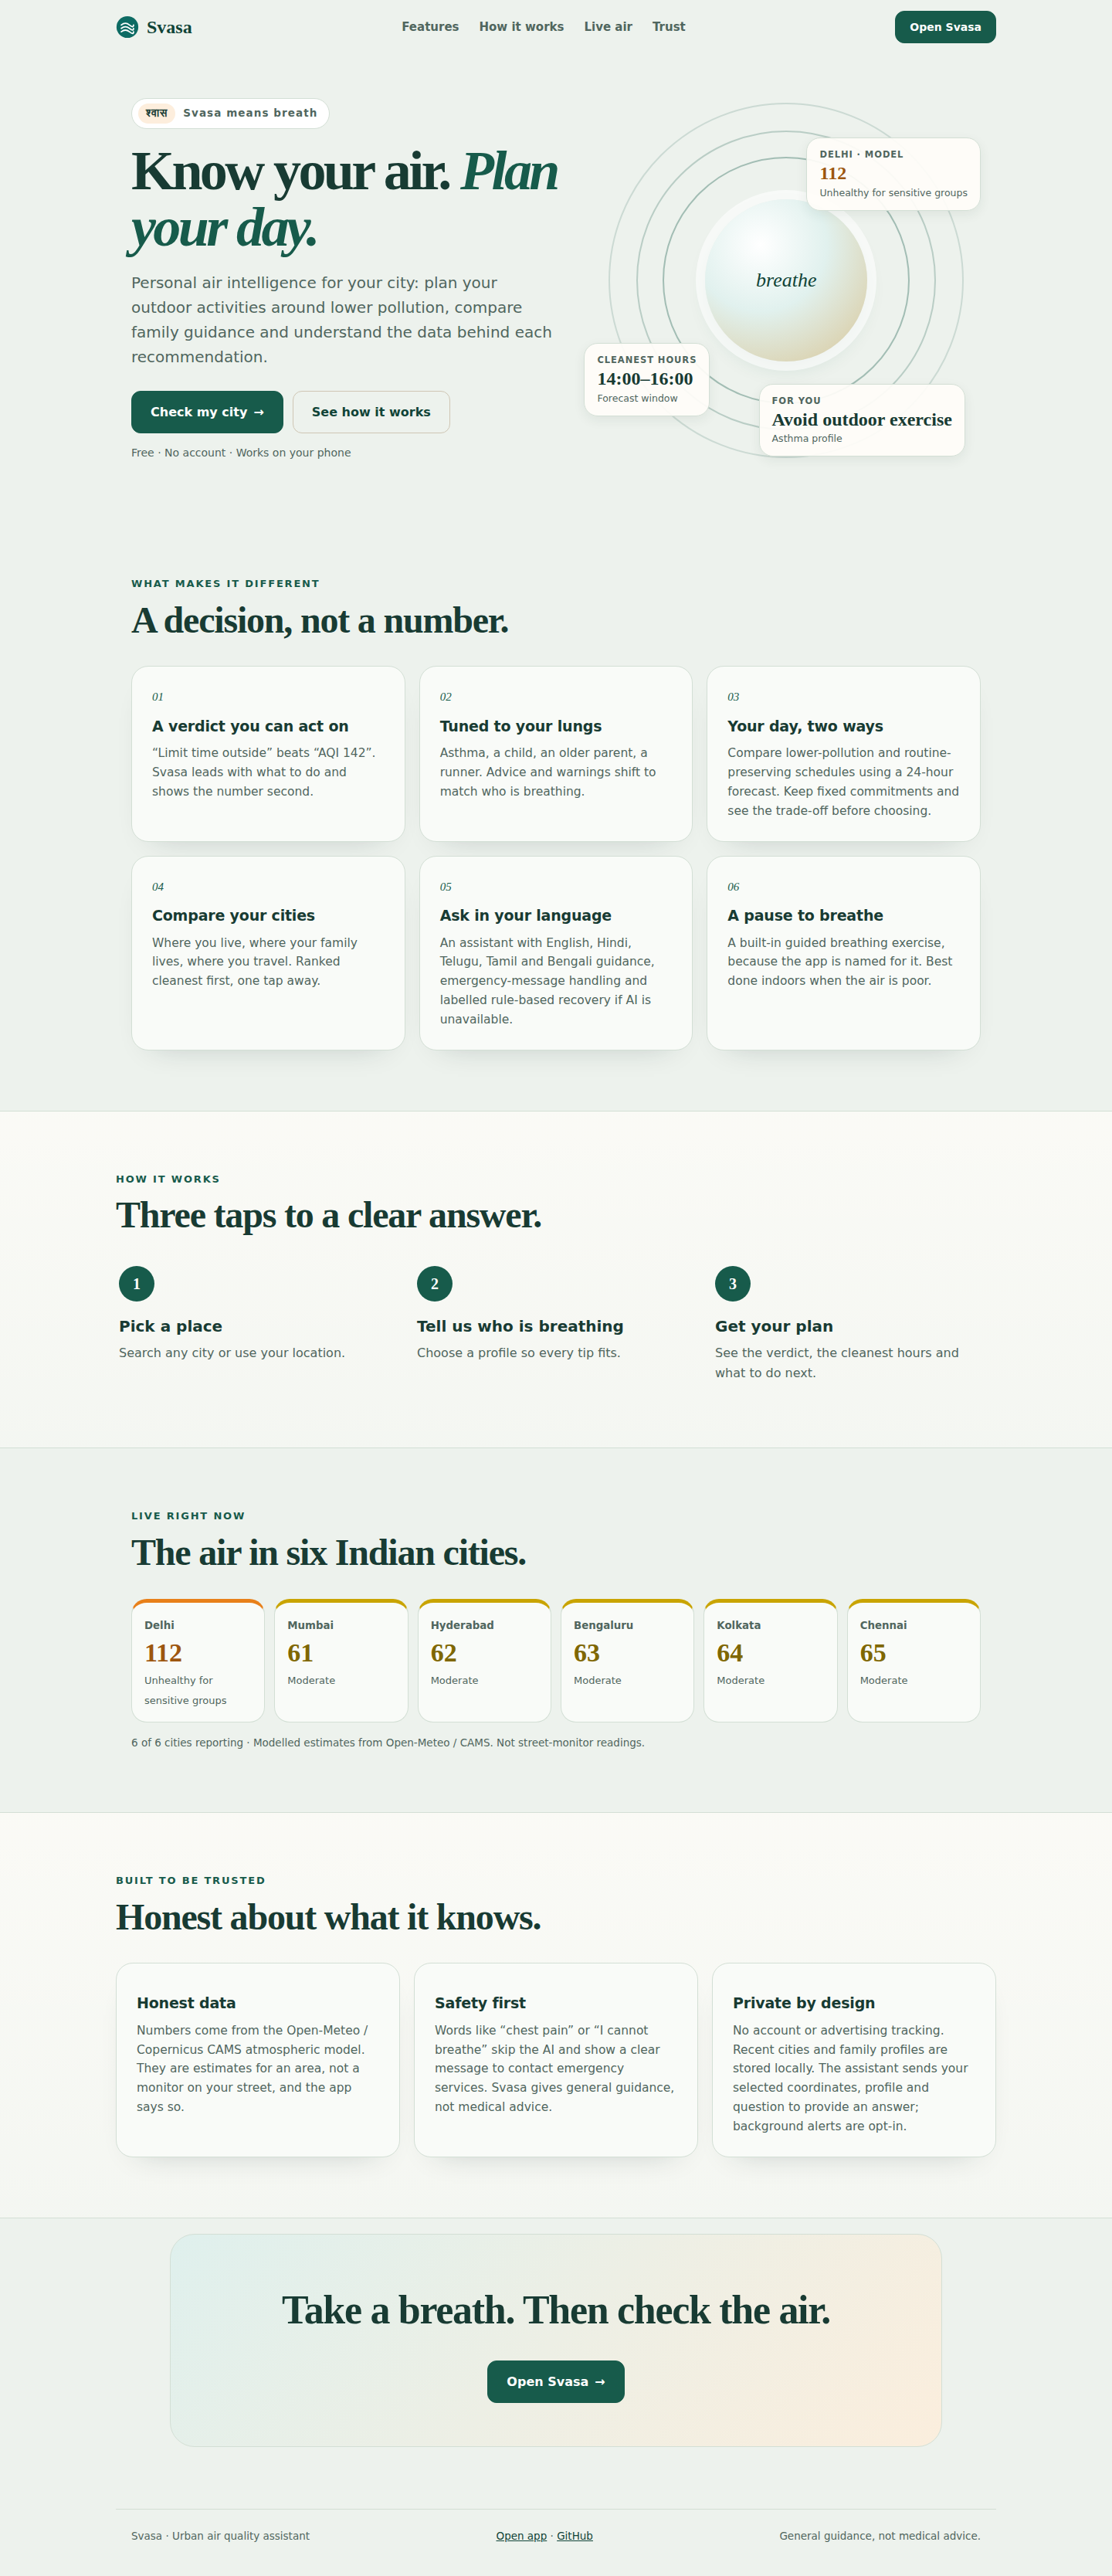 Svasa
Features How it works Live air Trust
Open Svasa
श्वास Svasa means breath
Know your air. Plan
your day.
Personal air intelligence for your city: plan your
outdoor activities around lower pollution, compare
family guidance and understand the data behind each
recommendation.
Check my city →
See how it works
Free · No account · Works on your phone
DELHI · MODEL
112
Unhealthy for sensitive groups
breathe
CLEANEST HOURS
14:00–16:00
Forecast window
FOR YOU
Avoid outdoor exercise
Asthma profile
WHAT MAKES IT DIFFERENT
A decision, not a number.
01
A verdict you can act on
“Limit time outside” beats “AQI 142”.
Svasa leads with what to do and
shows the number second.
02
Tuned to your lungs
Asthma, a child, an older parent, a
runner. Advice and warnings shift to
match who is breathing.
03
Your day, two ways
Compare lower-pollution and routine-
preserving schedules using a 24-hour
forecast. Keep fixed commitments and
see the trade-off before choosing.
04
Compare your cities
Where you live, where your family
lives, where you travel. Ranked
cleanest first, one tap away.
05
Ask in your language
An assistant with English, Hindi,
Telugu, Tamil and Bengali guidance,
emergency-message handling and
labelled rule-based recovery if AI is
unavailable.
06
A pause to breathe
A built-in guided breathing exercise,
because the app is named for it. Best
done indoors when the air is poor.
HOW IT WORKS
Three taps to a clear answer.
1
Pick a place
Search any city or use your location.
2
Tell us who is breathing
Choose a profile so every tip fits.
3
Get your plan
See the verdict, the cleanest hours and
what to do next.
LIVE RIGHT NOW
The air in six Indian cities.
Delhi
112
Unhealthy for
sensitive groups
Mumbai
61
Moderate
Hyderabad
62
Moderate
Bengaluru
63
Moderate
Kolkata
64
Moderate
Chennai
65
Moderate
6 of 6 cities reporting · Modelled estimates from Open-Meteo / CAMS. Not street-monitor readings.
BUILT TO BE TRUSTED
Honest about what it knows.
Honest data
Numbers come from the Open-Meteo /
Copernicus CAMS atmospheric model.
They are estimates for an area, not a
monitor on your street, and the app
says so.
Safety first
Words like “chest pain” or “I cannot
breathe” skip the AI and show a clear
message to contact emergency
services. Svasa gives general guidance,
not medical advice.
Private by design
No account or advertising tracking.
Recent cities and family profiles are
stored locally. The assistant sends your
selected coordinates, profile and
question to provide an answer;
background alerts are opt-in.
Take a breath. Then check the air.
Open Svasa →
Svasa · Urban air quality assistant
Open app · GitHub
General guidance, not medical advice.